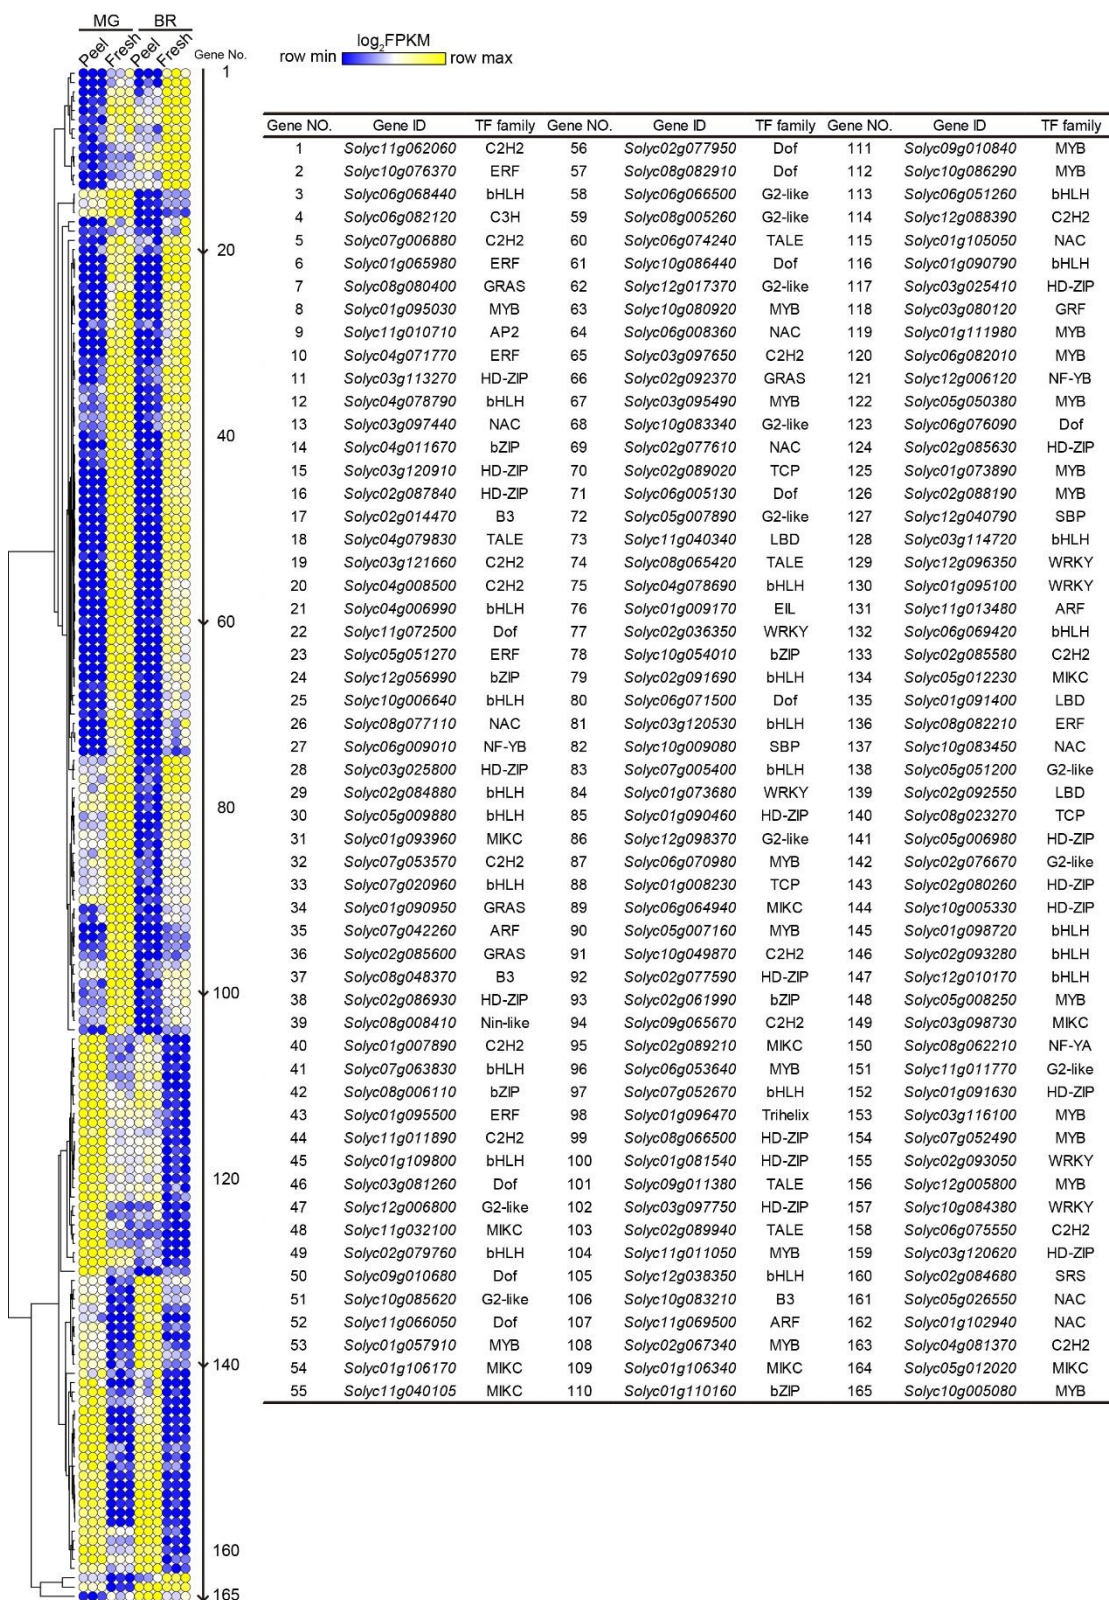 MG BR
Peel Fresh Peel Fresh Gene No.
log2FPKM
row min row max
1
20
40
60
80
100
120
140
160
165
Gene NO. Gene ID TF family Gene NO. Gene ID TF family Gene NO. Gene ID TF family
1 Solyc11g062060 C2H2 56 Solyc02g077950 Dof 111 Solyc09g010840 MYB
2 Solyc10g076370 ERF 57 Solyc08g082910 Dof 112 Solyc10g086290 MYB
3 Solyc06g068440 bHLH 58 Solyc06g066500 G2-like 113 Solyc06g051260 bHLH
4 Solyc06g082120 C3H 59 Solyc08g005260 G2-like 114 Solyc12g088390 C2H2
5 Solyc07g006880 C2H2 60 Solyc06g074240 TALE 115 Solyc01g105050 NAC
6 Solyc01g065980 ERF 61 Solyc10g086440 Dof 116 Solyc01g090790 bHLH
7 Solyc08g080400 GRAS 62 Solyc12g017370 G2-like 117 Solyc03g025410 HD-ZIP
8 Solyc01g095030 MYB 63 Solyc10g080920 MYB 118 Solyc03g080120 GRF
9 Solyc11g010710 AP2 64 Solyc06g008360 NAC 119 Solyc01g111980 MYB
10 Solyc04g071770 ERF 65 Solyc03g097650 C2H2 120 Solyc06g082010 MYB
11 Solyc03g113270 HD-ZIP 66 Solyc02g092370 GRAS 121 Solyc12g006120 NF-YB
12 Solyc04g078790 bHLH 67 Solyc03g095490 MYB 122 Solyc05g050380 MYB
13 Solyc03g097440 NAC 68 Solyc10g083340 G2-like 123 Solyc06g076090 Dof
14 Solyc04g011670 bZIP 69 Solyc02g077610 NAC 124 Solyc02g085630 HD-ZIP
15 Solyc03g120910 HD-ZIP 70 Solyc02g089020 TCP 125 Solyc01g073890 MYB
16 Solyc02g087840 HD-ZIP 71 Solyc06g005130 Dof 126 Solyc02g088190 MYB
17 Solyc02g014470 B3 72 Solyc05g007890 G2-like 127 Solyc12g040790 SBP
18 Solyc04g079830 TALE 73 Solyc11g040340 LBD 128 Solyc03g114720 bHLH
19 Solyc03g121660 C2H2 74 Solyc08g065420 TALE 129 Solyc12g096350 WRKY
20 Solyc04g008500 C2H2 75 Solyc04g078690 bHLH 130 Solyc01g095100 WRKY
21 Solyc04g006990 bHLH 76 Solyc01g009170 EIL 131 Solyc11g013480 ARF
22 Solyc11g072500 Dof 77 Solyc02g036350 WRKY 132 Solyc06g069420 bHLH
23 Solyc05g051270 ERF 78 Solyc10g054010 bZIP 133 Solyc02g085580 C2H2
24 Solyc12g056990 bZIP 79 Solyc02g091690 bHLH 134 Solyc05g012230 MIKC
25 Solyc10g006640 bHLH 80 Solyc06g071500 Dof 135 Solyc01g091400 LBD
26 Solyc08g077110 NAC 81 Solyc03g120530 bHLH 136 Solyc08g082210 ERF
27 Solyc06g009010 NF-YB 82 Solyc10g009080 SBP 137 Solyc10g083450 NAC
28 Solyc03g025800 HD-ZIP 83 Solyc07g005400 bHLH 138 Solyc05g051200 G2-like
29 Solyc02g084880 bHLH 84 Solyc01g073680 WRKY 139 Solyc02g092550 LBD
30 Solyc05g009880 bHLH 85 Solyc01g090460 HD-ZIP 140 Solyc08g023270 TCP
31 Solyc01g093960 MIKC 86 Solyc12g098370 G2-like 141 Solyc05g006980 HD-ZIP
32 Solyc07g053570 C2H2 87 Solyc06g070980 MYB 142 Solyc02g076670 G2-like
33 Solyc07g020960 bHLH 88 Solyc01g008230 TCP 143 Solyc02g080260 HD-ZIP
34 Solyc01g090950 GRAS 89 Solyc06g064940 MIKC 144 Solyc10g005330 HD-ZIP
35 Solyc07g042260 ARF 90 Solyc05g007160 MYB 145 Solyc01g098720 bHLH
36 Solyc02g085600 GRAS 91 Solyc10g049870 C2H2 146 Solyc02g093280 bHLH
37 Solyc08g048370 B3 92 Solyc02g077590 HD-ZIP 147 Solyc12g010170 bHLH
38 Solyc02g086930 HD-ZIP 93 Solyc02g061990 bZIP 148 Solyc05g008250 MYB
39 Solyc08g008410 Nin-like 94 Solyc09g065670 C2H2 149 Solyc03g098730 MIKC
40 Solyc01g007890 C2H2 95 Solyc02g089210 MIKC 150 Solyc08g062210 NF-YA
41 Solyc07g063830 bHLH 96 Solyc06g053640 MYB 151 Solyc11g011770 G2-like
42 Solyc08g006110 bZIP 97 Solyc07g052670 bHLH 152 Solyc01g091630 HD-ZIP
43 Solyc01g095500 ERF 98 Solyc01g096470 Trihelix 153 Solyc03g116100 MYB
44 Solyc11g011890 C2H2 99 Solyc08g066500 HD-ZIP 154 Solyc07g052490 MYB
45 Solyc01g109800 bHLH 100 Solyc01g081540 HD-ZIP 155 Solyc02g093050 WRKY
46 Solyc03g081260 Dof 101 Solyc09g011380 TALE 156 Solyc12g005800 MYB
47 Solyc12g006800 G2-like 102 Solyc03g097750 HD-ZIP 157 Solyc10g084380 WRKY
48 Solyc11g032100 MIKC 103 Solyc02g089940 TALE 158 Solyc06g075550 C2H2
49 Solyc02g079760 bHLH 104 Solyc11g011050 MYB 159 Solyc03g120620 HD-ZIP
50 Solyc09g010680 Dof 105 Solyc12g038350 bHLH 160 Solyc02g084680 SRS
51 Solyc10g085620 G2-like 106 Solyc10g083210 B3 161 Solyc05g026550 NAC
52 Solyc11g066050 Dof 107 Solyc11g069500 ARF 162 Solyc01g102940 NAC
53 Solyc01g057910 MYB 108 Solyc02g067340 MYB 163 Solyc04g081370 C2H2
54 Solyc01g106170 MIKC 109 Solyc01g106340 MIKC 164 Solyc05g012020 MIKC
55 Solyc11g040105 MIKC 110 Solyc01g110160 bZIP 165 Solyc10g005080 MYB